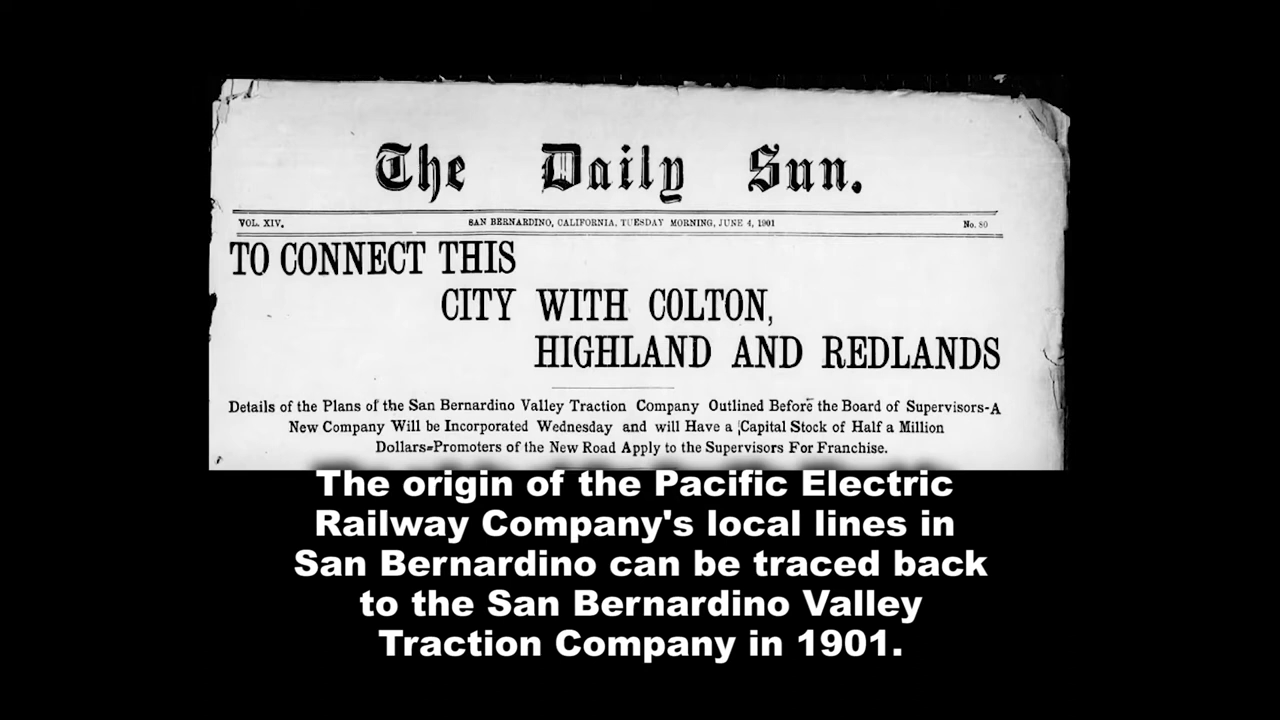 The Daily Sun.
VOL. XIV. SAN BERNARDINO, CALIFORNIA, TUESDAY MORNING, JUNE 4, 1901 No. 80
TO CONNECT THIS
CITY WITH COLTON,
HIGHLAND AND REDLANDS
Details of the Plans of the San Bernardino Valley Traction Company Outlined Before the Board of Supervisors-A
New Company Will be Incorporated Wednesday and will Have a Capital Stock of Half a Million
Dollars=Promoters of the New Road Apply to the Supervisors For Franchise.
The origin of the Pacific Electric
Railway Company's local lines in
San Bernardino can be traced back
to the San Bernardino Valley
Traction Company in 1901.